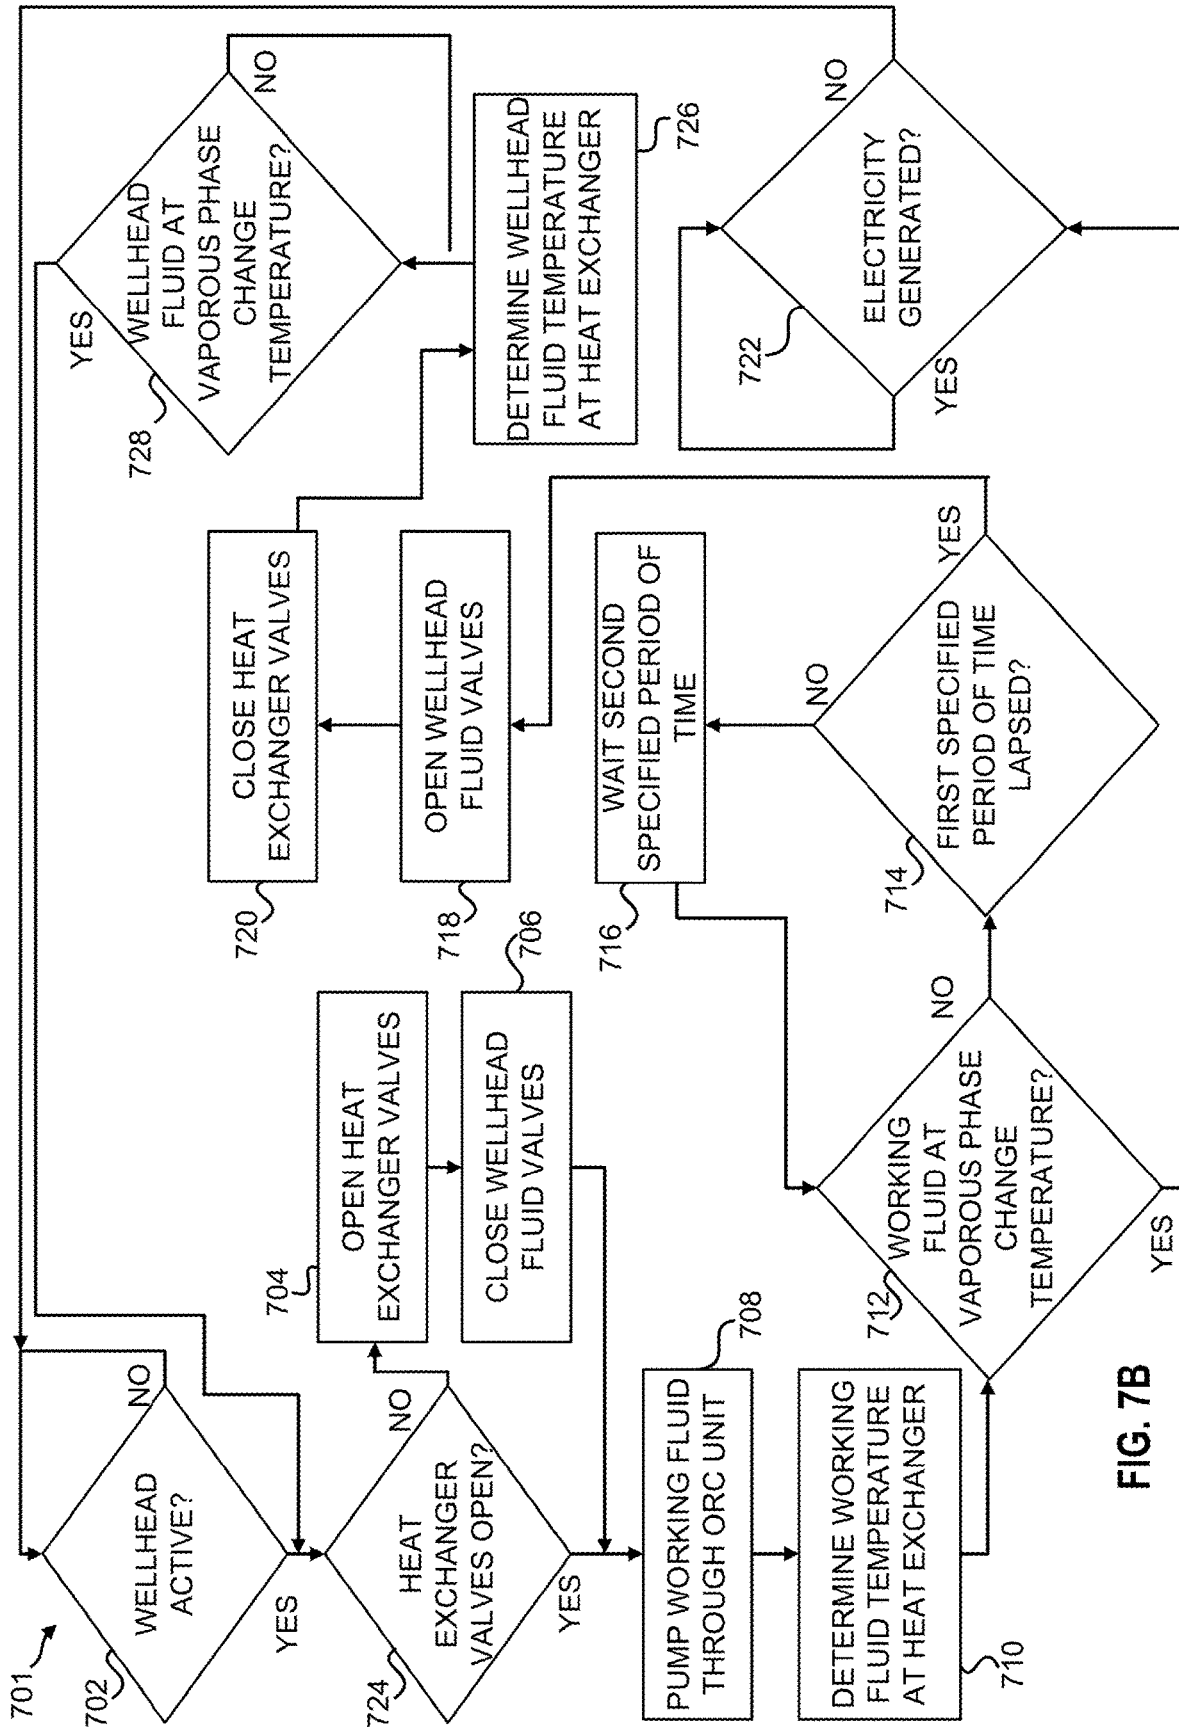 701
702
WELLHEAD
ACTIVE?
NO
YES
724
HEAT
EXCHANGER
VALVES OPEN?
NO
YES
704
OPEN HEAT
EXCHANGER VALVES
CLOSE WELLHEAD
FLUID VALVES
706
PUMP WORKING FLUID
THROUGH ORC UNIT
708
DETERMINE WORKING
FLUID TEMPERATURE
AT HEAT EXCHANGER
710
712
WORKING
FLUID AT
VAPOROUS PHASE
CHANGE
TEMPERATURE?
NO
YES
714
FIRST SPECIFIED
PERIOD OF TIME
LAPSED?
NO
YES
716
WAIT SECOND
SPECIFIED PERIOD OF
TIME
718
OPEN WELLHEAD
FLUID VALVES
720
CLOSE HEAT
EXCHANGER VALVES
728
YES
WELLHEAD
FLUID AT
VAPOROUS PHASE
CHANGE
TEMPERATURE?
NO
DETERMINE WELLHEAD
FLUID TEMPERATURE
AT HEAT EXCHANGER
726
722
ELECTRICITY
GENERATED?
NO
YES
FIG. 7B